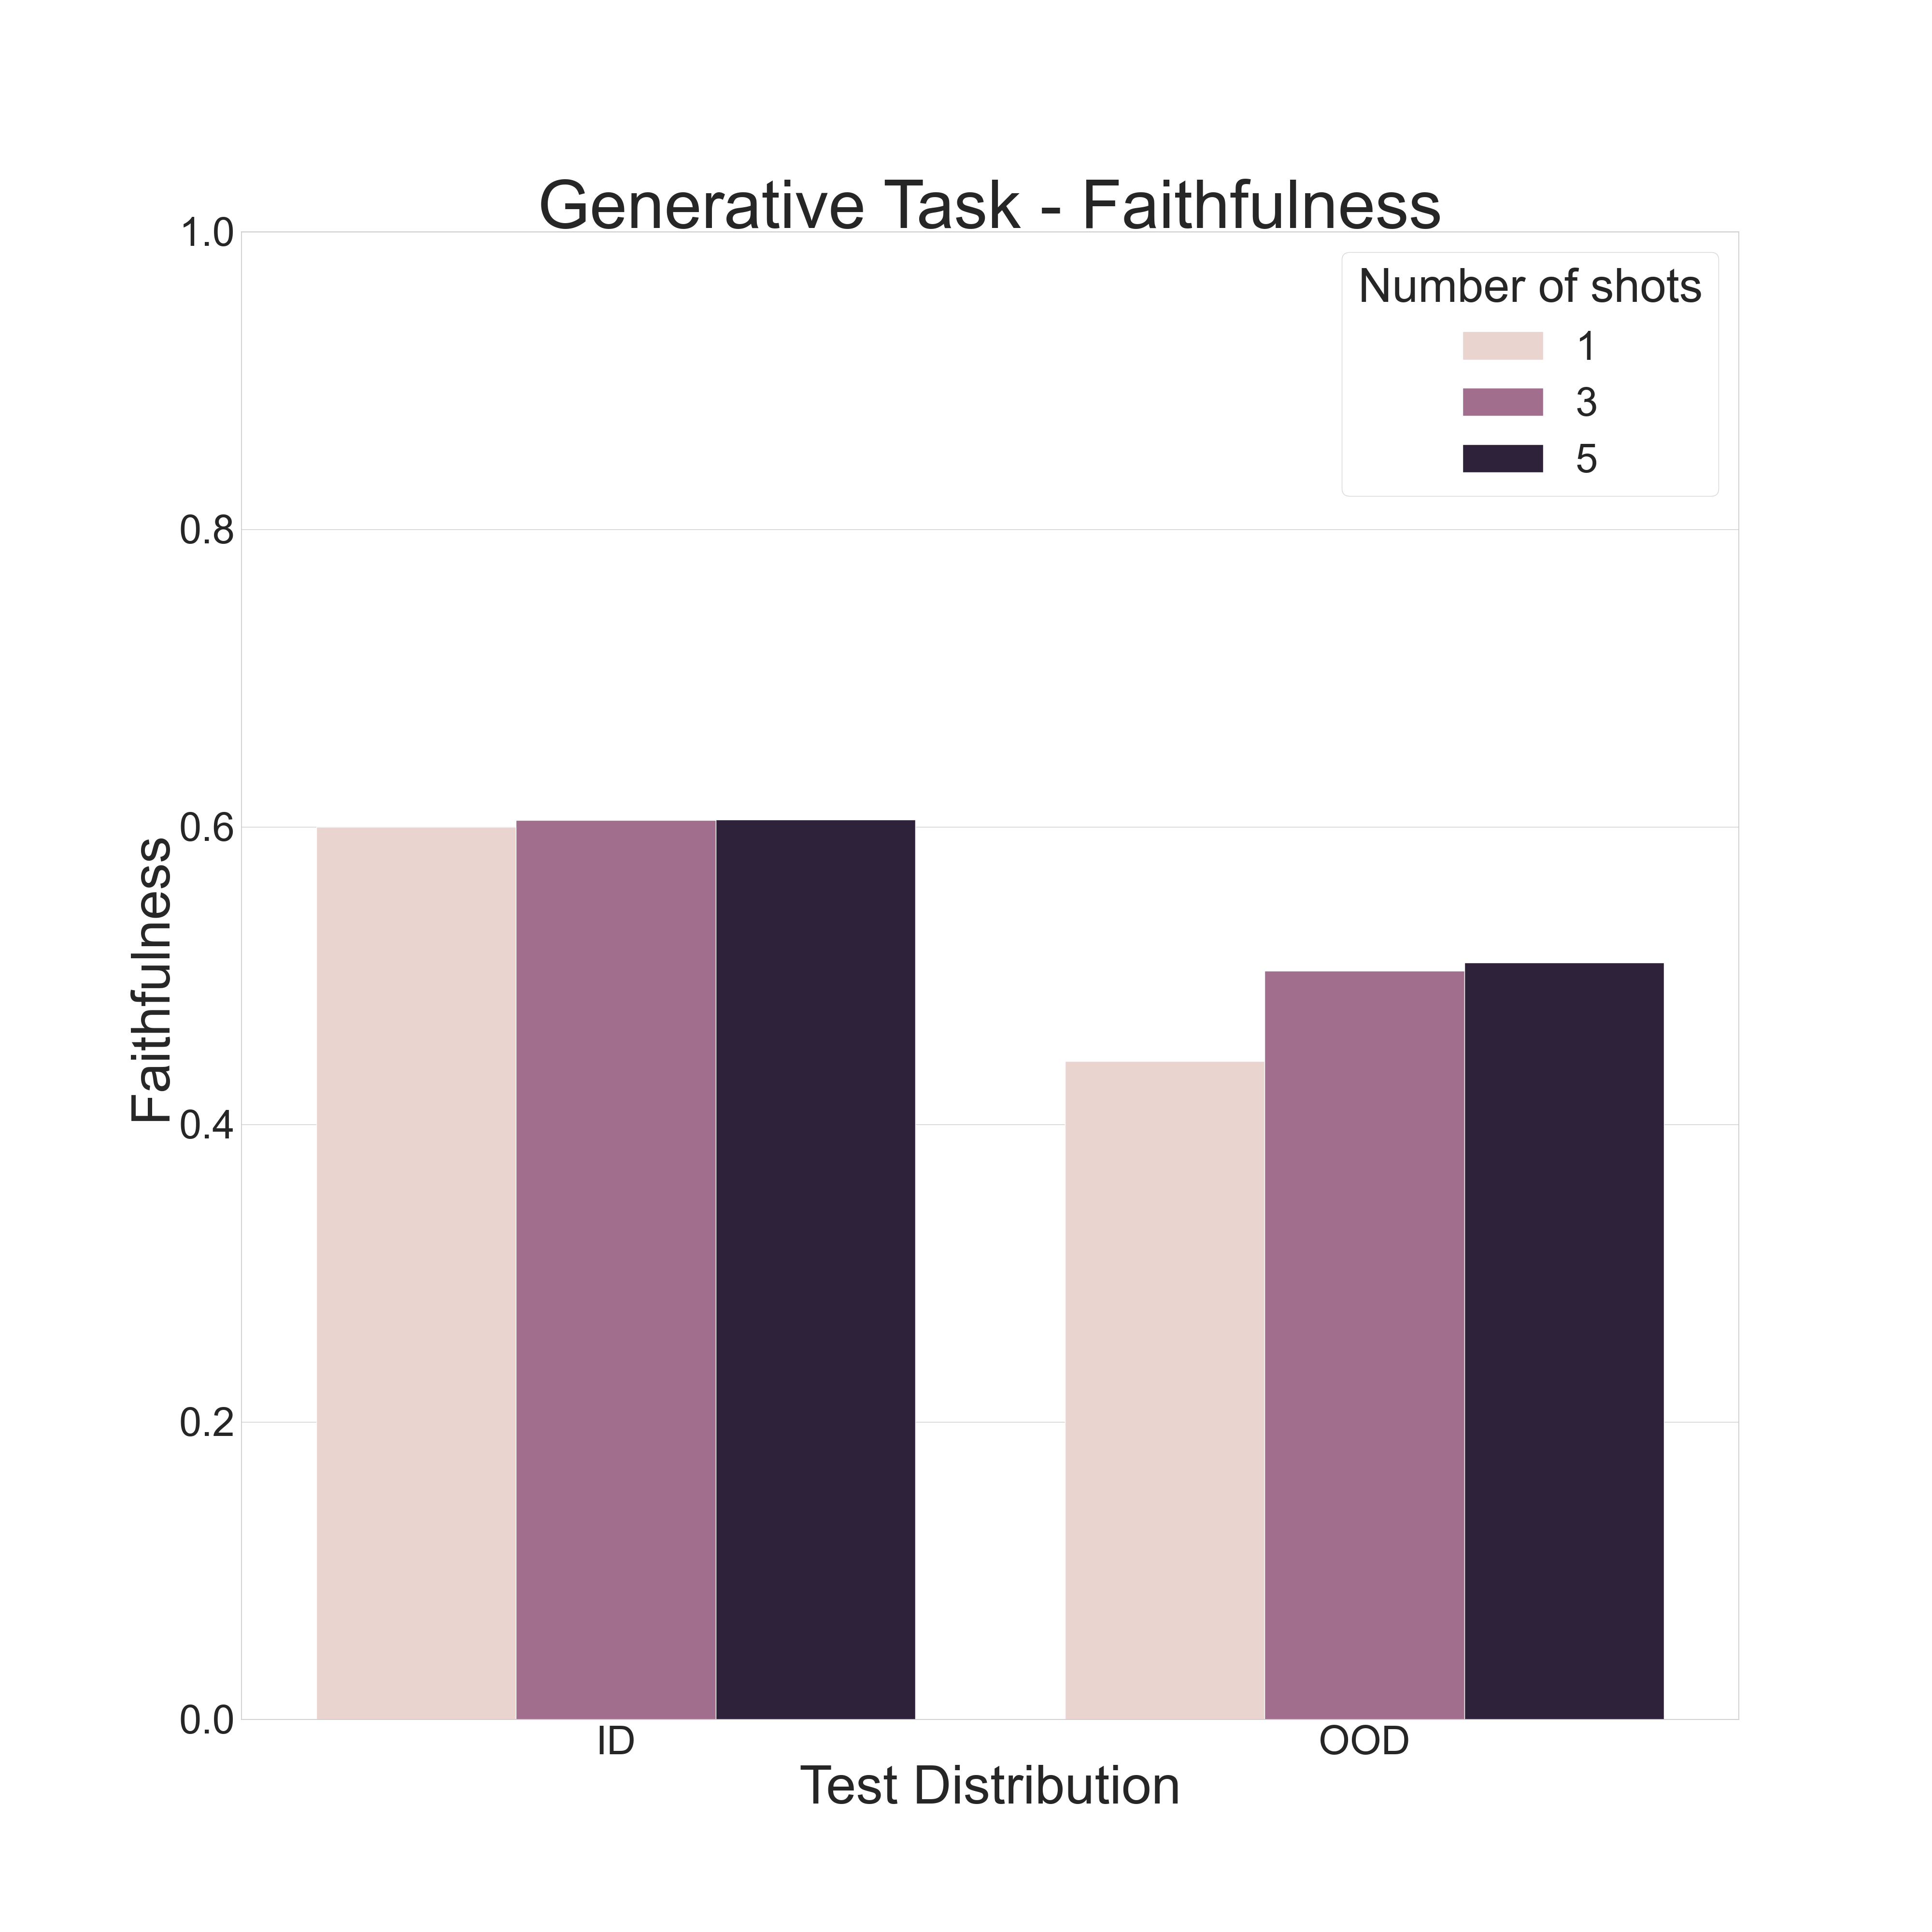 Generative Task - Faithfulness
Number of shots
1
3
5
1.0
0.8
0.6
0.4
0.2
0.0
Faithfulness
ID
OOD
Test Distribution